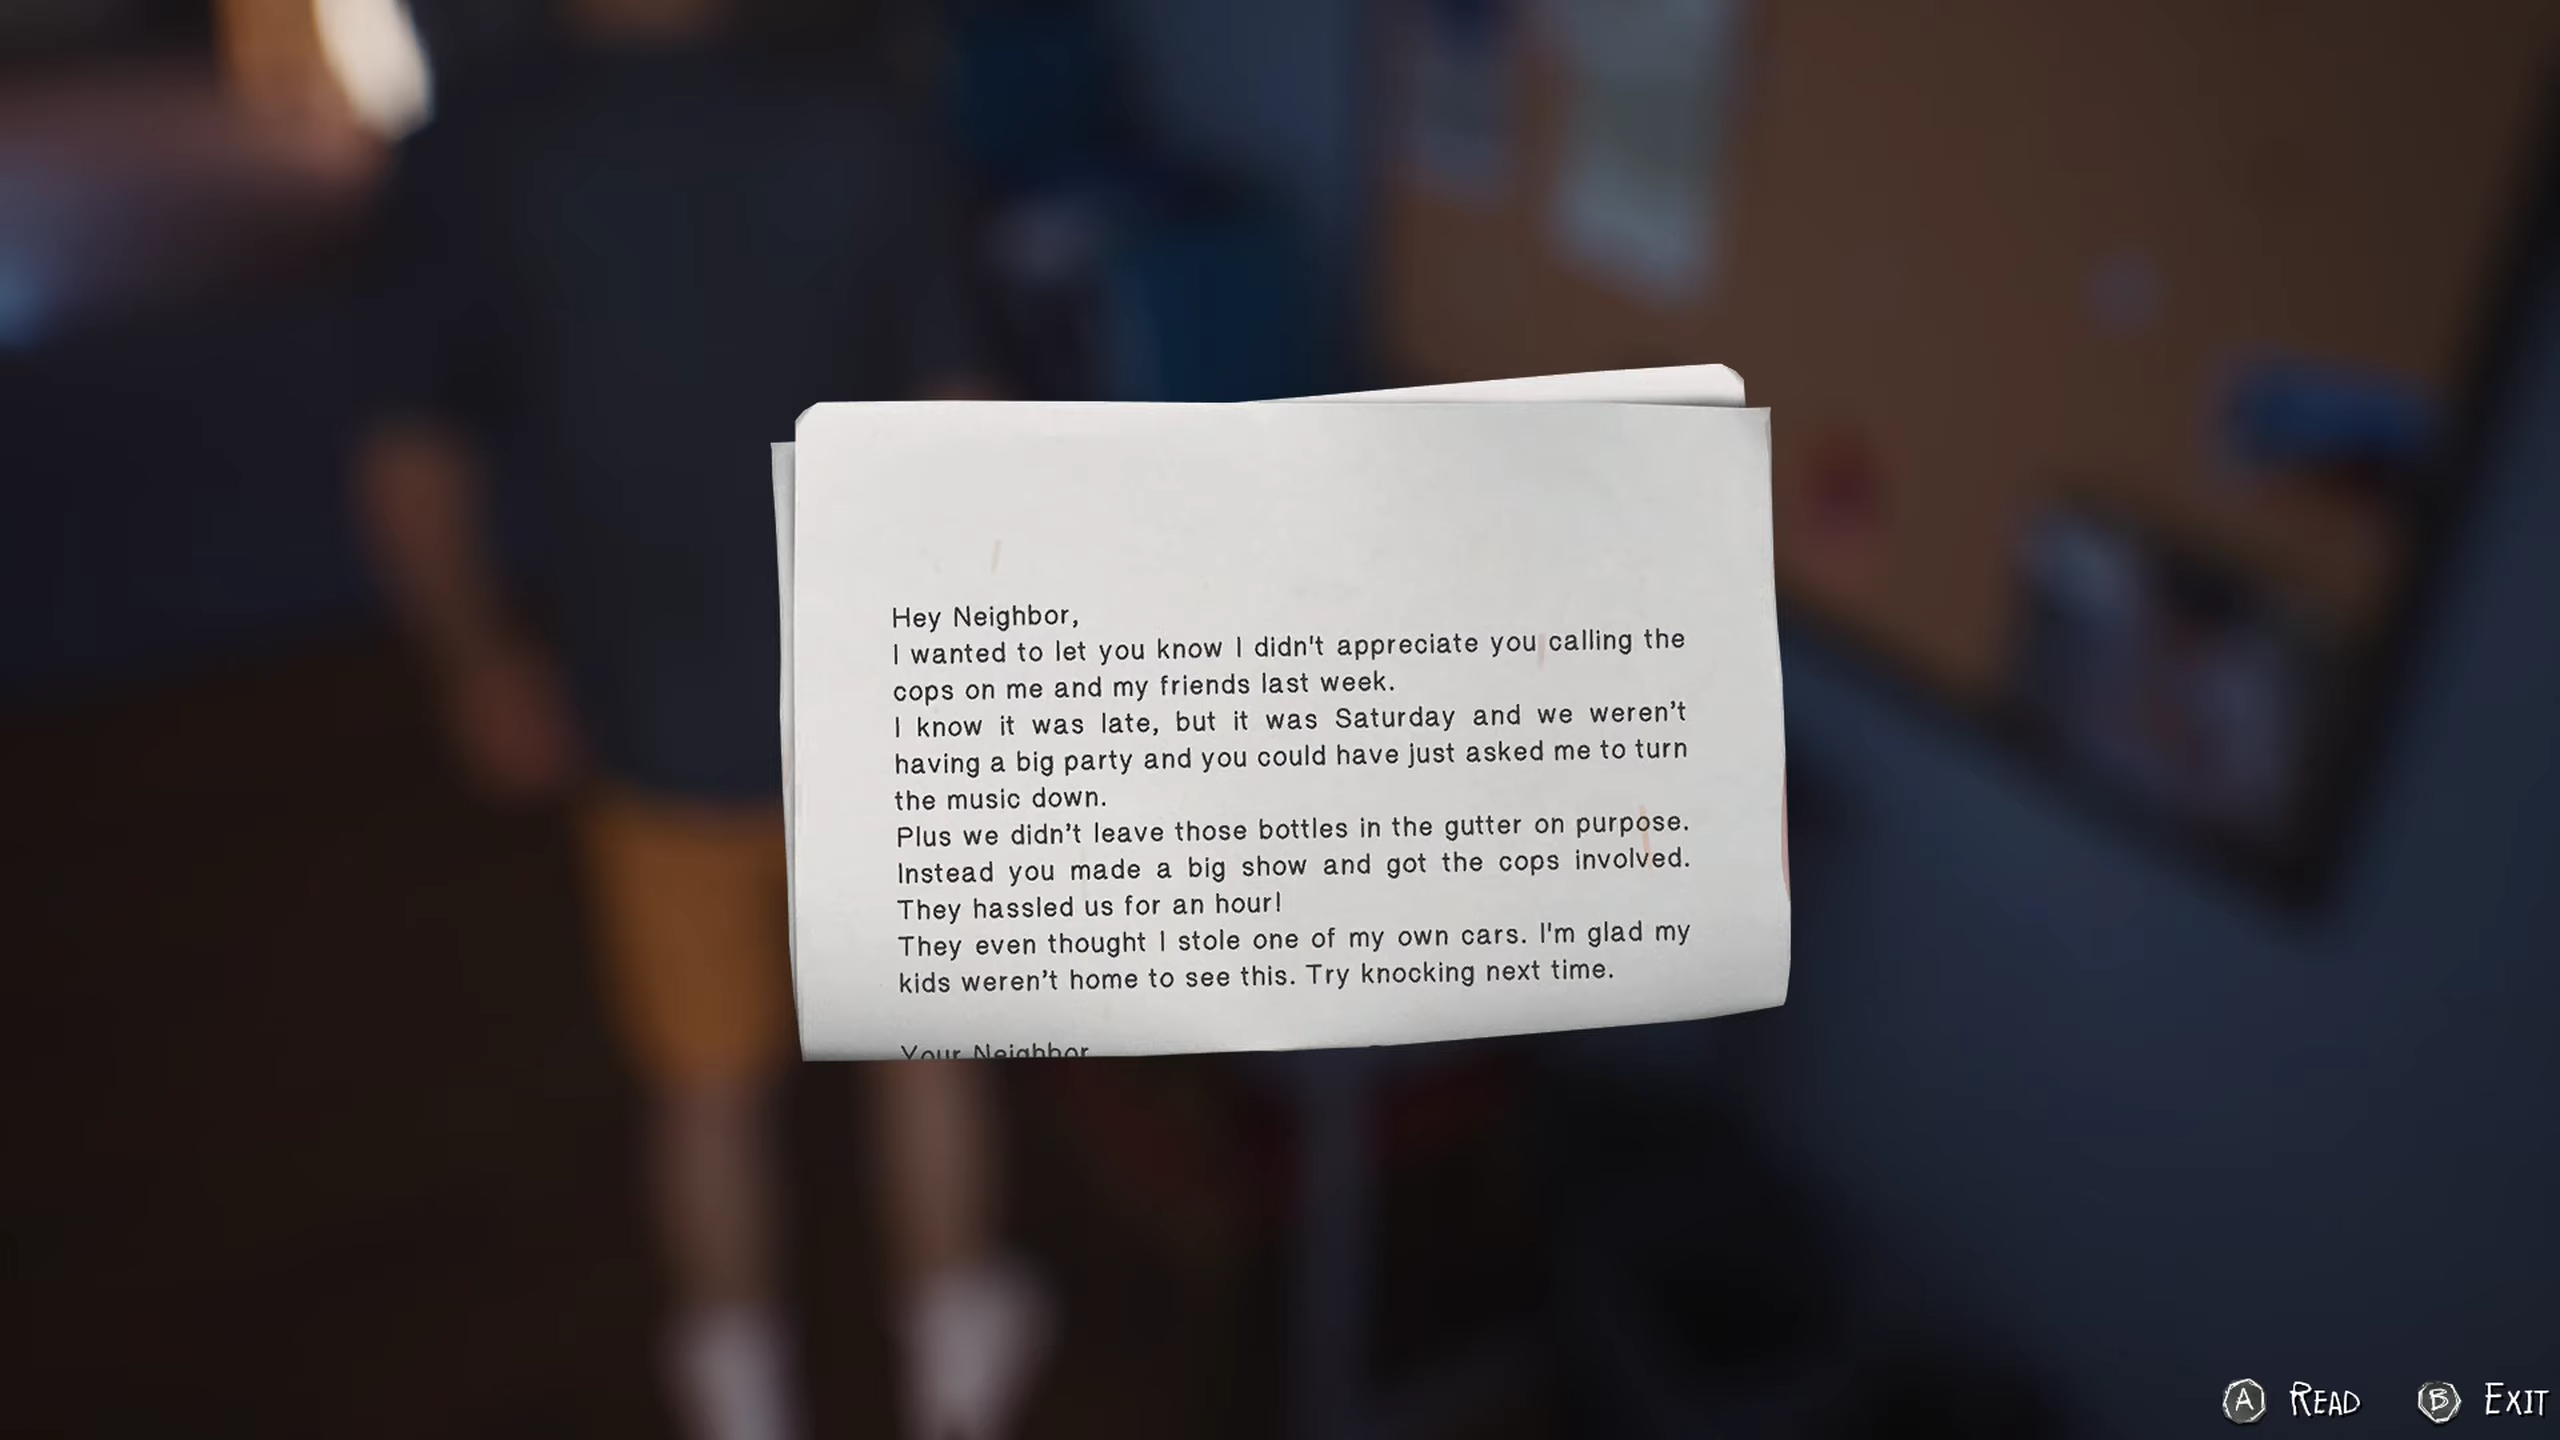 Hey Neighbor,
I wanted to let you know I didn't appreciate you calling the
cops on me and my friends last week.
I know it was late, but it was Saturday and we weren't
having a big party and you could have just asked me to turn
the music down.
Plus we didn't leave those bottles in the gutter on purpose.
Instead you made a big show and got the cops involved.
They hassled us for an hour!
They even thought I stole one of my own cars. I'm glad my
kids weren't home to see this. Try knocking next time.
Your Neighbor
A READ B EXIT